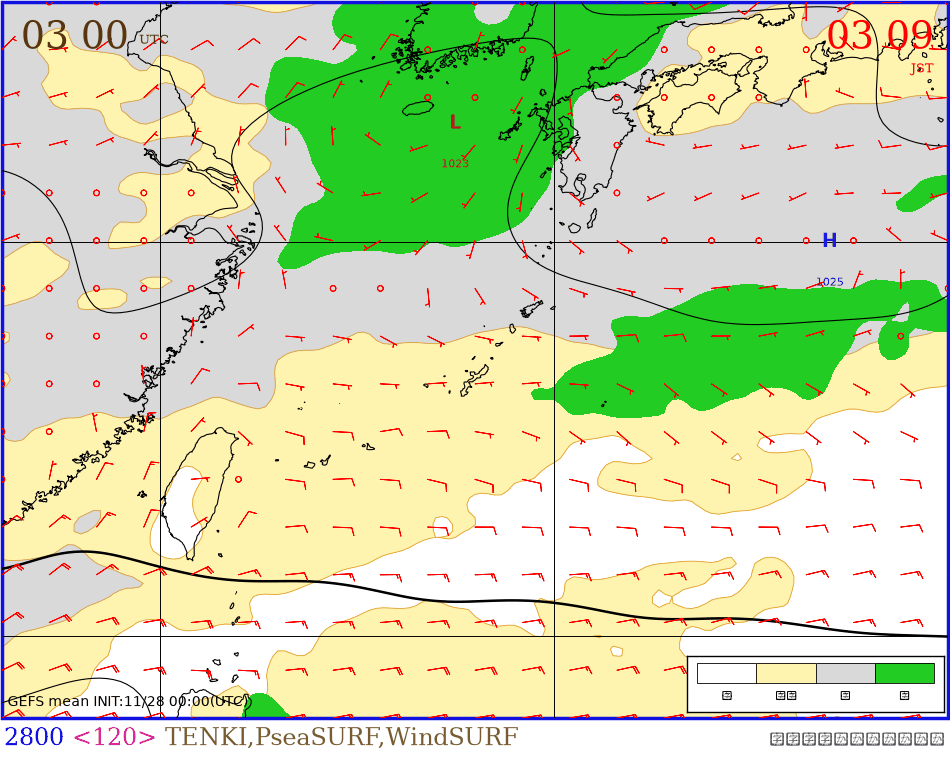 03 00 UTC
03 09 JST
L
1023
H
1025
GEFS mean INIT:11/28 00:00(UTC)
2800 <120> TENKI,PseaSURF,WindSURF